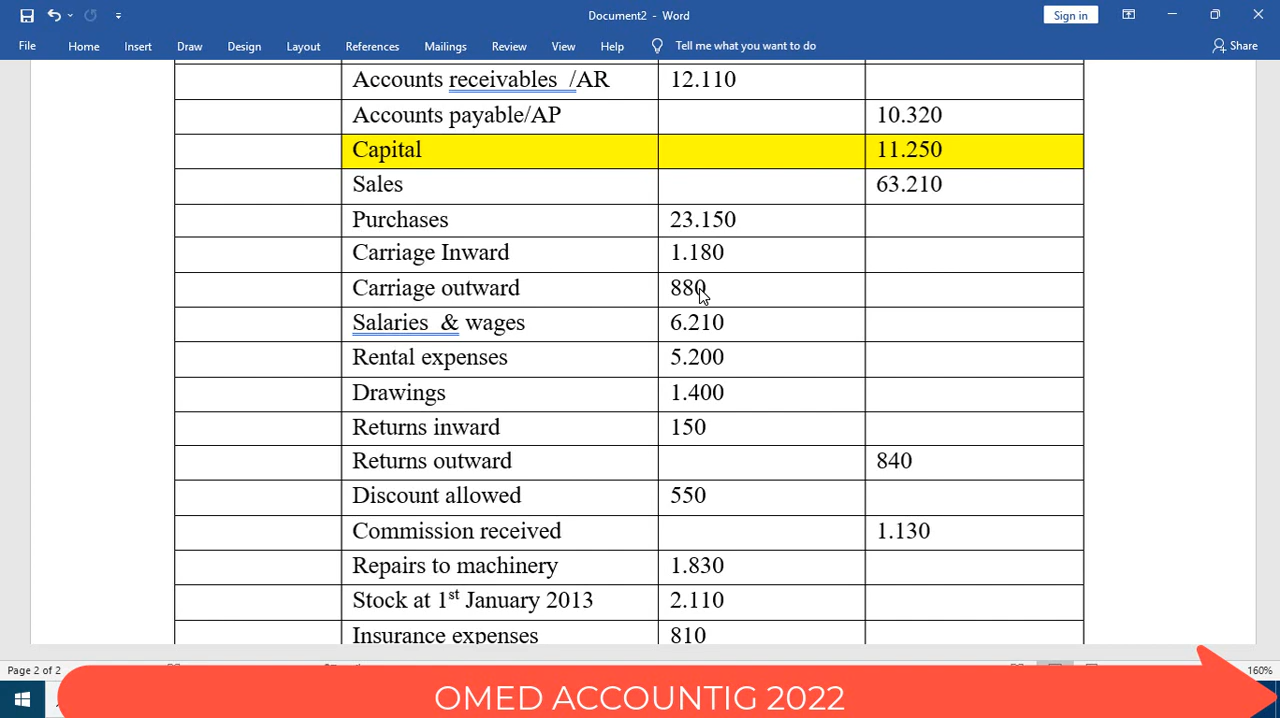 Document2 - Word
Sign in
File Home Insert Draw Design Layout References Mailings Review View Help Tell me what you want to do Share
Accounts receivables /AR 12.110
Accounts payable/AP 10.320
Capital 11.250
Sales 63.210
Purchases 23.150
Carriage Inward 1.180
Carriage outward 880
Salaries & wages 6.210
Rental expenses 5.200
Drawings 1.400
Returns inward 150
Returns outward 840
Discount allowed 550
Commission received 1.130
Repairs to machinery 1.830
Stock at 1st January 2013 2.110
Insurance expenses 810
Page 2 of 2 160%
OMED ACCOUNTIG 2022